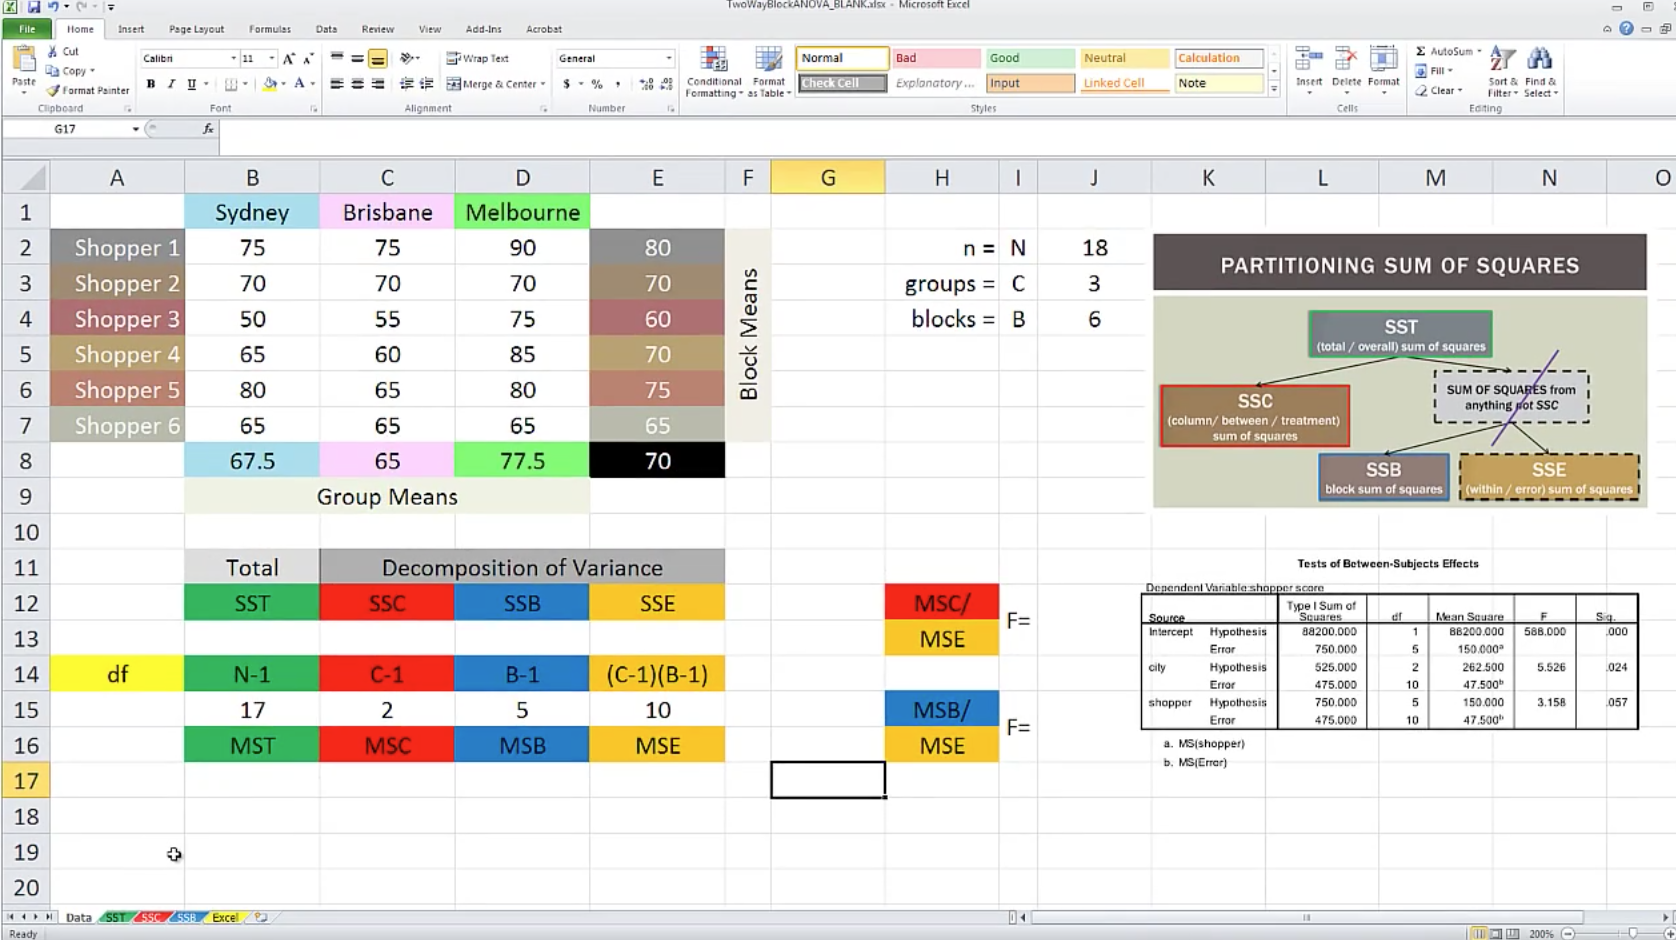 TwoWayBlockANOVA_BLANK.xlsx - Microsoft Excel
File Home Insert Page Layout Formulas Data Review View Add-Ins Acrobat
Paste Cut Copy Format Painter Clipboard
Calibri 11 B I U Font
Wrap Text Merge & Center Alignment
General $ % , Number
Conditional Formatting Format as Table
Normal Bad Good Neutral Calculation
Check Cell Explanatory ... Input Linked Cell Note
Styles
Insert Delete Format Cells
Σ AutoSum Fill Clear Sort & Filter Find & Select Editing
G17 fx
A B C D E F G H I J K L M N O
1 Sydney Brisbane Melbourne
2 Shopper 1 75 75 90 80 n = N 18
3 Shopper 2 70 70 70 70 groups = C 3
4 Shopper 3 50 55 75 60 blocks = B 6
5 Shopper 4 65 60 85 70
6 Shopper 5 80 65 80 75
7 Shopper 6 65 65 65 65
Block Means
8 67.5 65 77.5 70
9 Group Means
10
11 Total Decomposition of Variance
12 SST SSC SSB SSE MSC/
F=
13 MSE
14 df N-1 C-1 B-1 (C-1)(B-1)
15 17 2 5 10 MSB/
F=
16 MST MSC MSB MSE MSE
17
18
19
20
PARTITIONING SUM OF SQUARES
SST
(total / overall) sum of squares
SUM OF SQUARES from
anything not SSC
SSC
(column/ between / treatment)
sum of squares
SSB
block sum of squares
SSE
(within / error) sum of squares
Tests of Between-Subjects Effects
Dependent Variable:shopper score
Source Type I Sum of Squares df Mean Square F Sig.
Intercept Hypothesis 88200.000 1 88200.000 588.000 .000
Error 750.000 5 150.000a
city Hypothesis 525.000 2 262.500 5.526 .024
Error 475.000 10 47.500b
shopper Hypothesis 750.000 5 150.000 3.158 .057
Error 475.000 10 47.500b
a. MS(shopper)
b. MS(Error)
Data SST SSC SSB Excel
Ready 200%